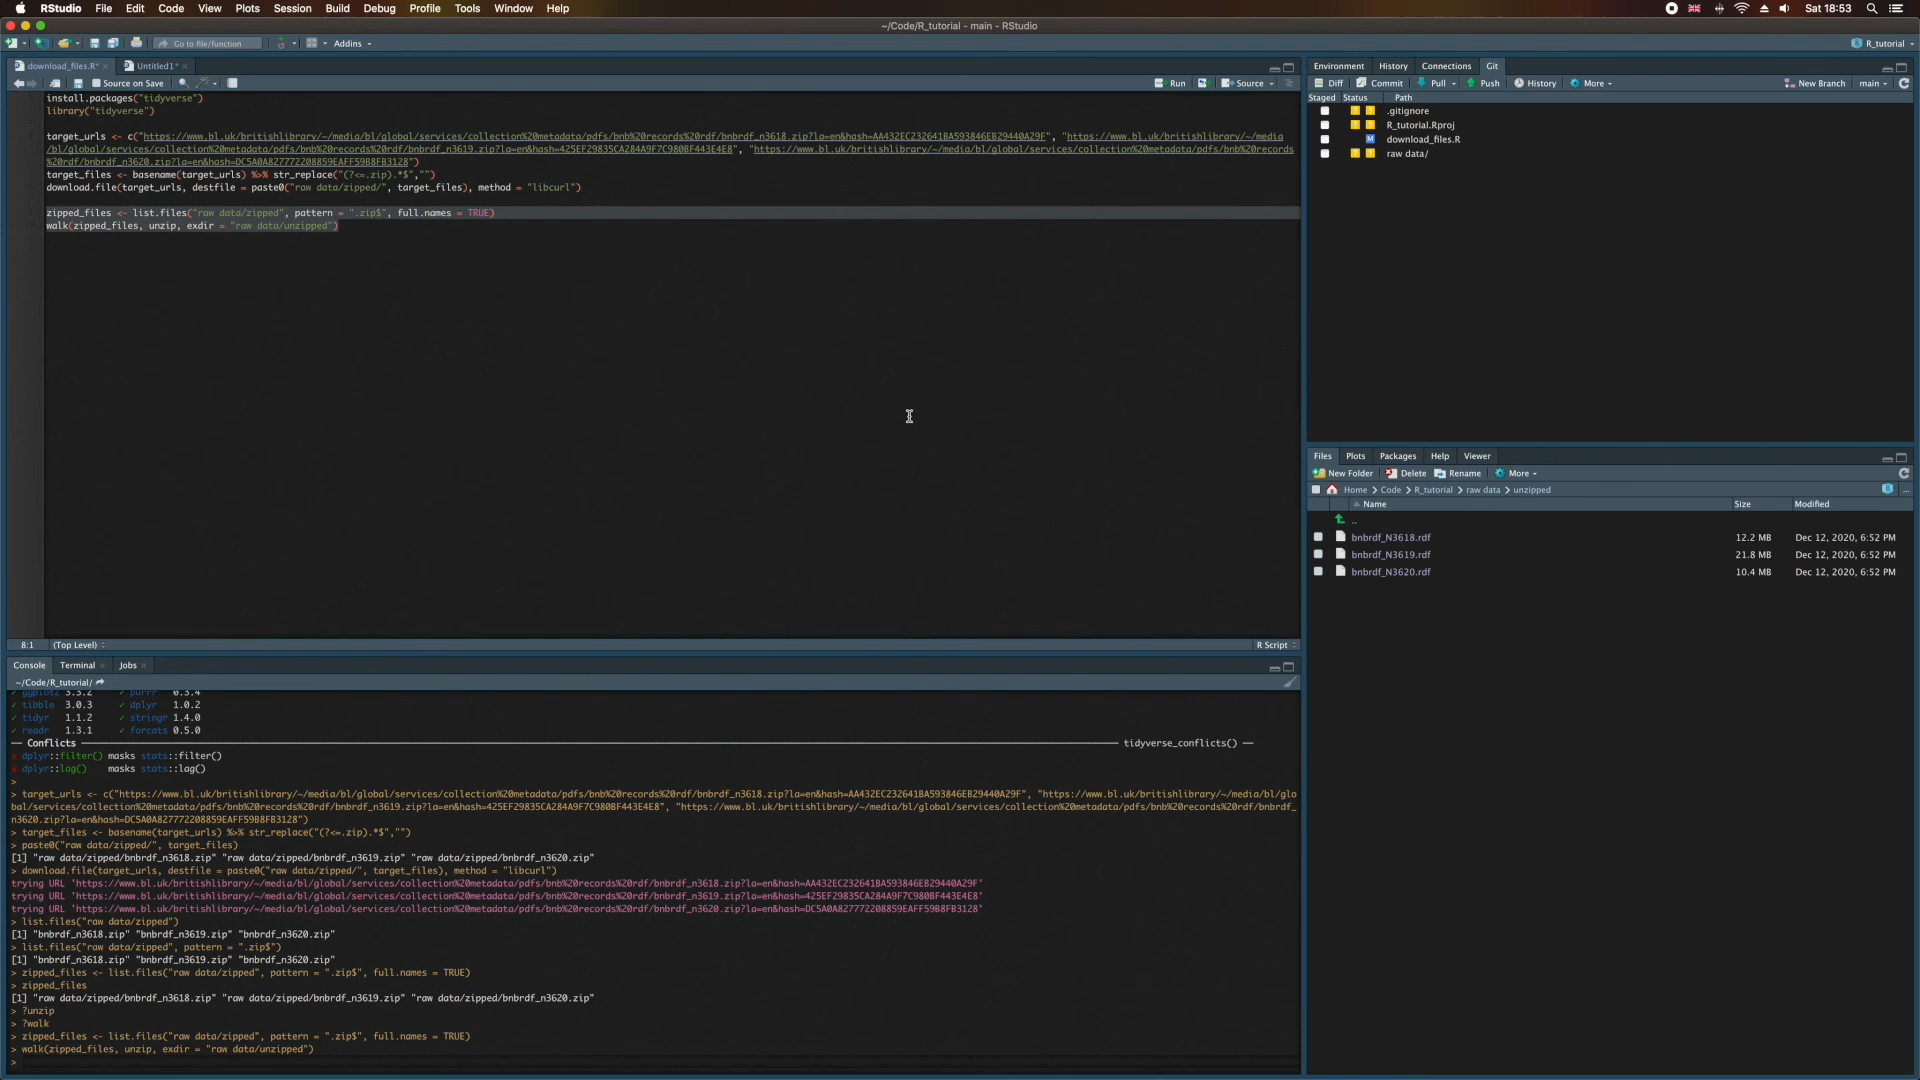 RStudio File Edit Code View Plots Session Build Debug Profile Tools Window Help Sat 18:53
~/Code/R_tutorial - main - RStudio
Go to file/function Addins R_tutorial
download_files.R* Untitled1*
Source on Save Run Source
install.packages("tidyverse")
library("tidyverse")
target_urls <- c("https://www.bl.uk/britishlibrary/~/media/bl/global/services/collection%20metadata/pdfs/bnb%20records%20rdf/bnbrdf_n3618.zip?la=en&hash=AA432EC232641BA593846EB29440A29F", "https://www.bl.uk/britishlibrary/~/media
/bl/global/services/collection%20metadata/pdfs/bnb%20records%20rdf/bnbrdf_n3619.zip?la=en&hash=425EF29835CA284A9F7C980BF443E4E8", "https://www.bl.uk/britishlibrary/~/media/bl/global/services/collection%20metadata/pdfs/bnb%20records
%20rdf/bnbrdf_n3620.zip?la=en&hash=DC5A0A827772208859EAFF59B8FB3128")
target_files <- basename(target_urls) %>% str_replace("(?<=.zip).*$","")
download.file(target_urls, destfile = paste0("raw data/zipped/", target_files), method = "libcurl")
zipped_files <- list.files("raw data/zipped", pattern = ".zip$", full.names = TRUE)
walk(zipped_files, unzip, exdir = "raw data/unzipped")
8:1 (Top Level) R Script
Console Terminal Jobs
~/Code/R_tutorial/
ggplot2 3.3.2 ✓ purrr 0.3.4
✓ tibble 3.0.3 ✓ dplyr 1.0.2
✓ tidyr 1.1.2 ✓ stringr 1.4.0
✓ readr 1.3.1 ✓ forcats 0.5.0
── Conflicts ── tidyverse_conflicts() ──
x dplyr::filter() masks stats::filter()
x dplyr::lag() masks stats::lag()
>
> target_urls <- c("https://www.bl.uk/britishlibrary/~/media/bl/global/services/collection%20metadata/pdfs/bnb%20records%20rdf/bnbrdf_n3618.zip?la=en&hash=AA432EC232641BA593846EB29440A29F", "https://www.bl.uk/britishlibrary/~/media/bl/glo
bal/services/collection%20metadata/pdfs/bnb%20records%20rdf/bnbrdf_n3619.zip?la=en&hash=425EF29835CA284A9F7C980BF443E4E8", "https://www.bl.uk/britishlibrary/~/media/bl/global/services/collection%20metadata/pdfs/bnb%20records%20rdf/bnbrdf_
n3620.zip?la=en&hash=DC5A0A827772208859EAFF59B8FB3128")
> target_files <- basename(target_urls) %>% str_replace("(?<=.zip).*$","")
> paste0("raw data/zipped/", target_files)
[1] "raw data/zipped/bnbrdf_n3618.zip" "raw data/zipped/bnbrdf_n3619.zip" "raw data/zipped/bnbrdf_n3620.zip"
> download.file(target_urls, destfile = paste0("raw data/zipped/", target_files), method = "libcurl")
trying URL 'https://www.bl.uk/britishlibrary/~/media/bl/global/services/collection%20metadata/pdfs/bnb%20records%20rdf/bnbrdf_n3618.zip?la=en&hash=AA432EC232641BA593846EB29440A29F'
trying URL 'https://www.bl.uk/britishlibrary/~/media/bl/global/services/collection%20metadata/pdfs/bnb%20records%20rdf/bnbrdf_n3619.zip?la=en&hash=425EF29835CA284A9F7C980BF443E4E8'
trying URL 'https://www.bl.uk/britishlibrary/~/media/bl/global/services/collection%20metadata/pdfs/bnb%20records%20rdf/bnbrdf_n3620.zip?la=en&hash=DC5A0A827772208859EAFF59B8FB3128'
> list.files("raw data/zipped")
[1] "bnbrdf_n3618.zip" "bnbrdf_n3619.zip" "bnbrdf_n3620.zip"
> list.files("raw data/zipped", pattern = ".zip$")
[1] "bnbrdf_n3618.zip" "bnbrdf_n3619.zip" "bnbrdf_n3620.zip"
> zipped_files <- list.files("raw data/zipped", pattern = ".zip$", full.names = TRUE)
> zipped_files
[1] "raw data/zipped/bnbrdf_n3618.zip" "raw data/zipped/bnbrdf_n3619.zip" "raw data/zipped/bnbrdf_n3620.zip"
> ?unzip
> ?walk
> zipped_files <- list.files("raw data/zipped", pattern = ".zip$", full.names = TRUE)
> walk(zipped_files, unzip, exdir = "raw data/unzipped")
>
Environment History Connections Git
Diff Commit Pull Push History More New Branch main
Staged Status Path
? ? .gitignore
? ? R_tutorial.Rproj
M download_files.R
? ? raw data/
Files Plots Packages Help Viewer
New Folder Delete Rename More
Home > Code > R_tutorial > raw data > unzipped ...
Name Size Modified
..
bnbrdf_N3618.rdf 12.2 MB Dec 12, 2020, 6:52 PM
bnbrdf_N3619.rdf 21.8 MB Dec 12, 2020, 6:52 PM
bnbrdf_N3620.rdf 10.4 MB Dec 12, 2020, 6:52 PM